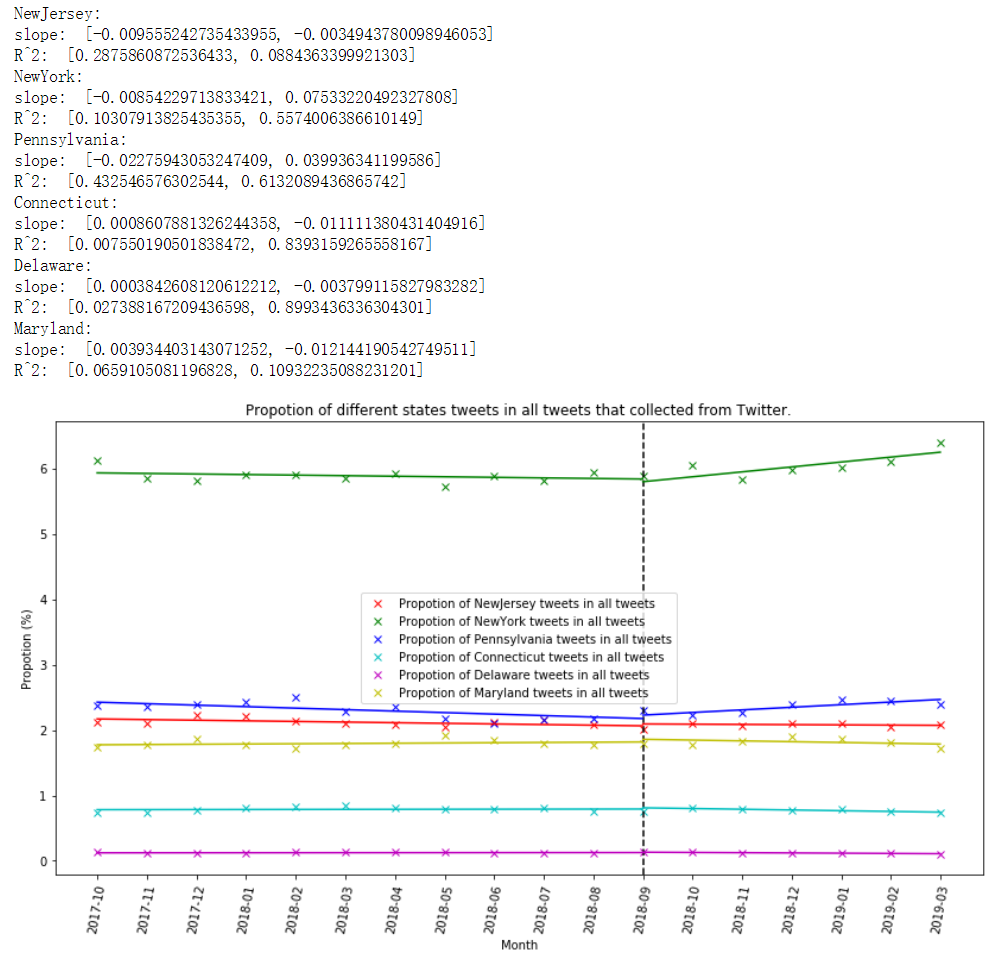 NewJersey:
slope:  [-0.009555242735433955, -0.0034943780098946053]
R^2:  [0.2875860872536433, 0.0884363399921303]
NewYork:
slope:  [-0.00854229713833421, 0.07533220492327808]
R^2:  [0.10307913825435355, 0.5574006386610149]
Pennsylvania:
slope:  [-0.02275943053247409, 0.039936341199586]
R^2:  [0.432546576302544, 0.6132089436865742]
Connecticut:
slope:  [0.0008607881326244358, -0.011111380431404916]
R^2:  [0.007550190501838472, 0.8393159265558167]
Delaware:
slope:  [0.0003842608120612212, -0.003799115827983282]
R^2:  [0.027388167209436598, 0.8993436336304301]
Maryland:
slope:  [0.003934403143071252, -0.012144190542749511]
R^2:  [0.0659105081196828, 0.10932235088231201]
Propotion of different states tweets in all tweets that collected from Twitter.
Propotion (%)
6
5
4
3
2
1
0
Propotion of NewJersey tweets in all tweets
Propotion of NewYork tweets in all tweets
Propotion of Pennsylvania tweets in all tweets
Propotion of Connecticut tweets in all tweets
Propotion of Delaware tweets in all tweets
Propotion of Maryland tweets in all tweets
2017-10
2017-11
2017-12
2018-01
2018-02
2018-03
2018-04
2018-05
2018-06
2018-07
2018-08
2018-09
2018-10
2018-11
2018-12
2019-01
2019-02
2019-03
Month